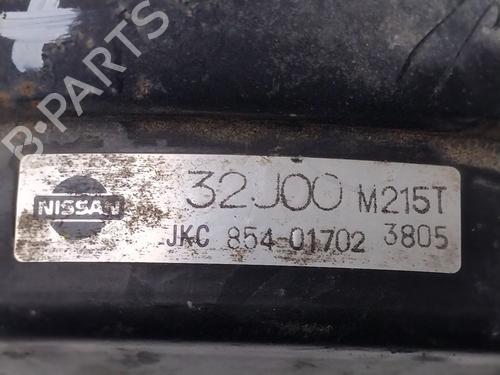 B-PARTS
NISSAN
32J00 M215T
JKC 854-01702 3805